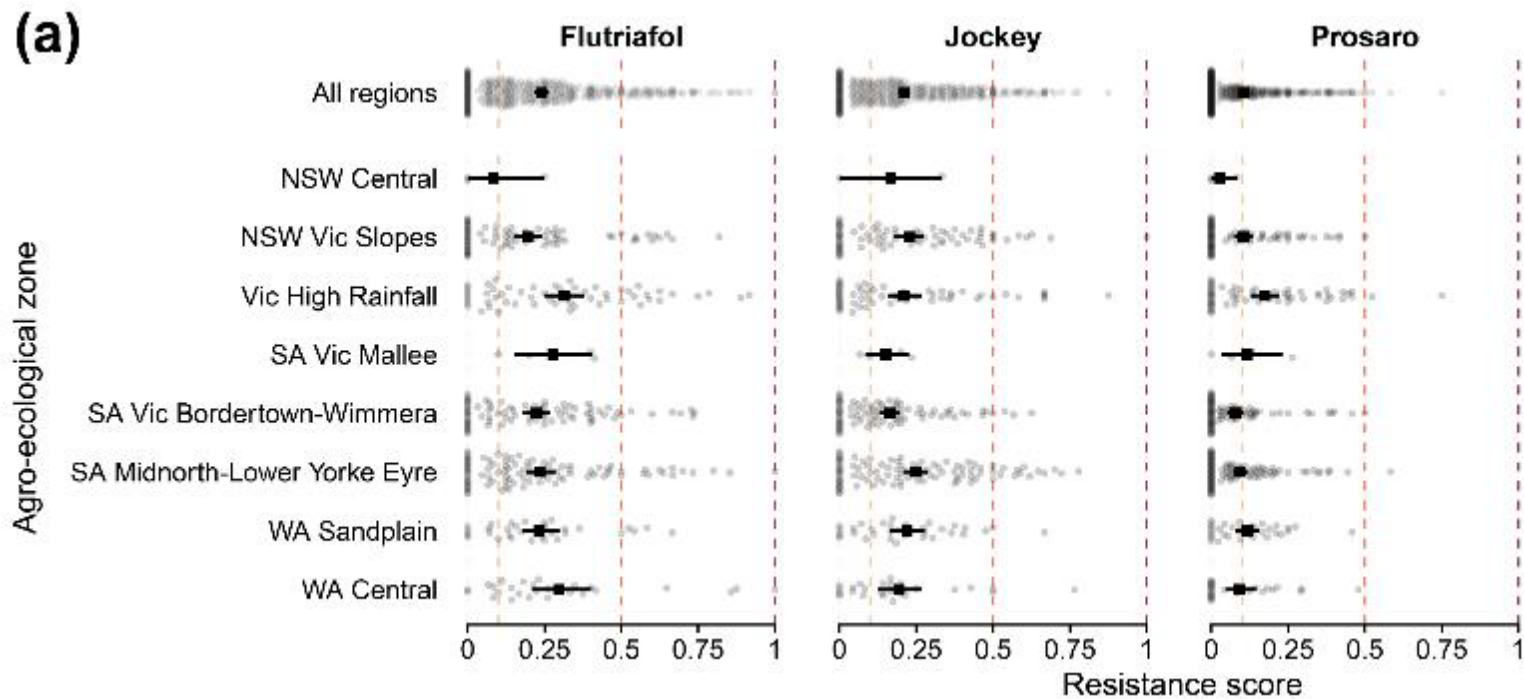 (a)
Flutriafol Jockey Prosaro
All regions
NSW Central
NSW Vic Slopes
Vic High Rainfall
SA Vic Mallee
SA Vic Bordertown-Wimmera
SA Midnorth-Lower Yorke Eyre
WA Sandplain
WA Central
Agro-ecological zone
0 0.25 0.5 0.75 1 0 0.25 0.5 0.75 1 0 0.25 0.5 0.75 1
Resistance score